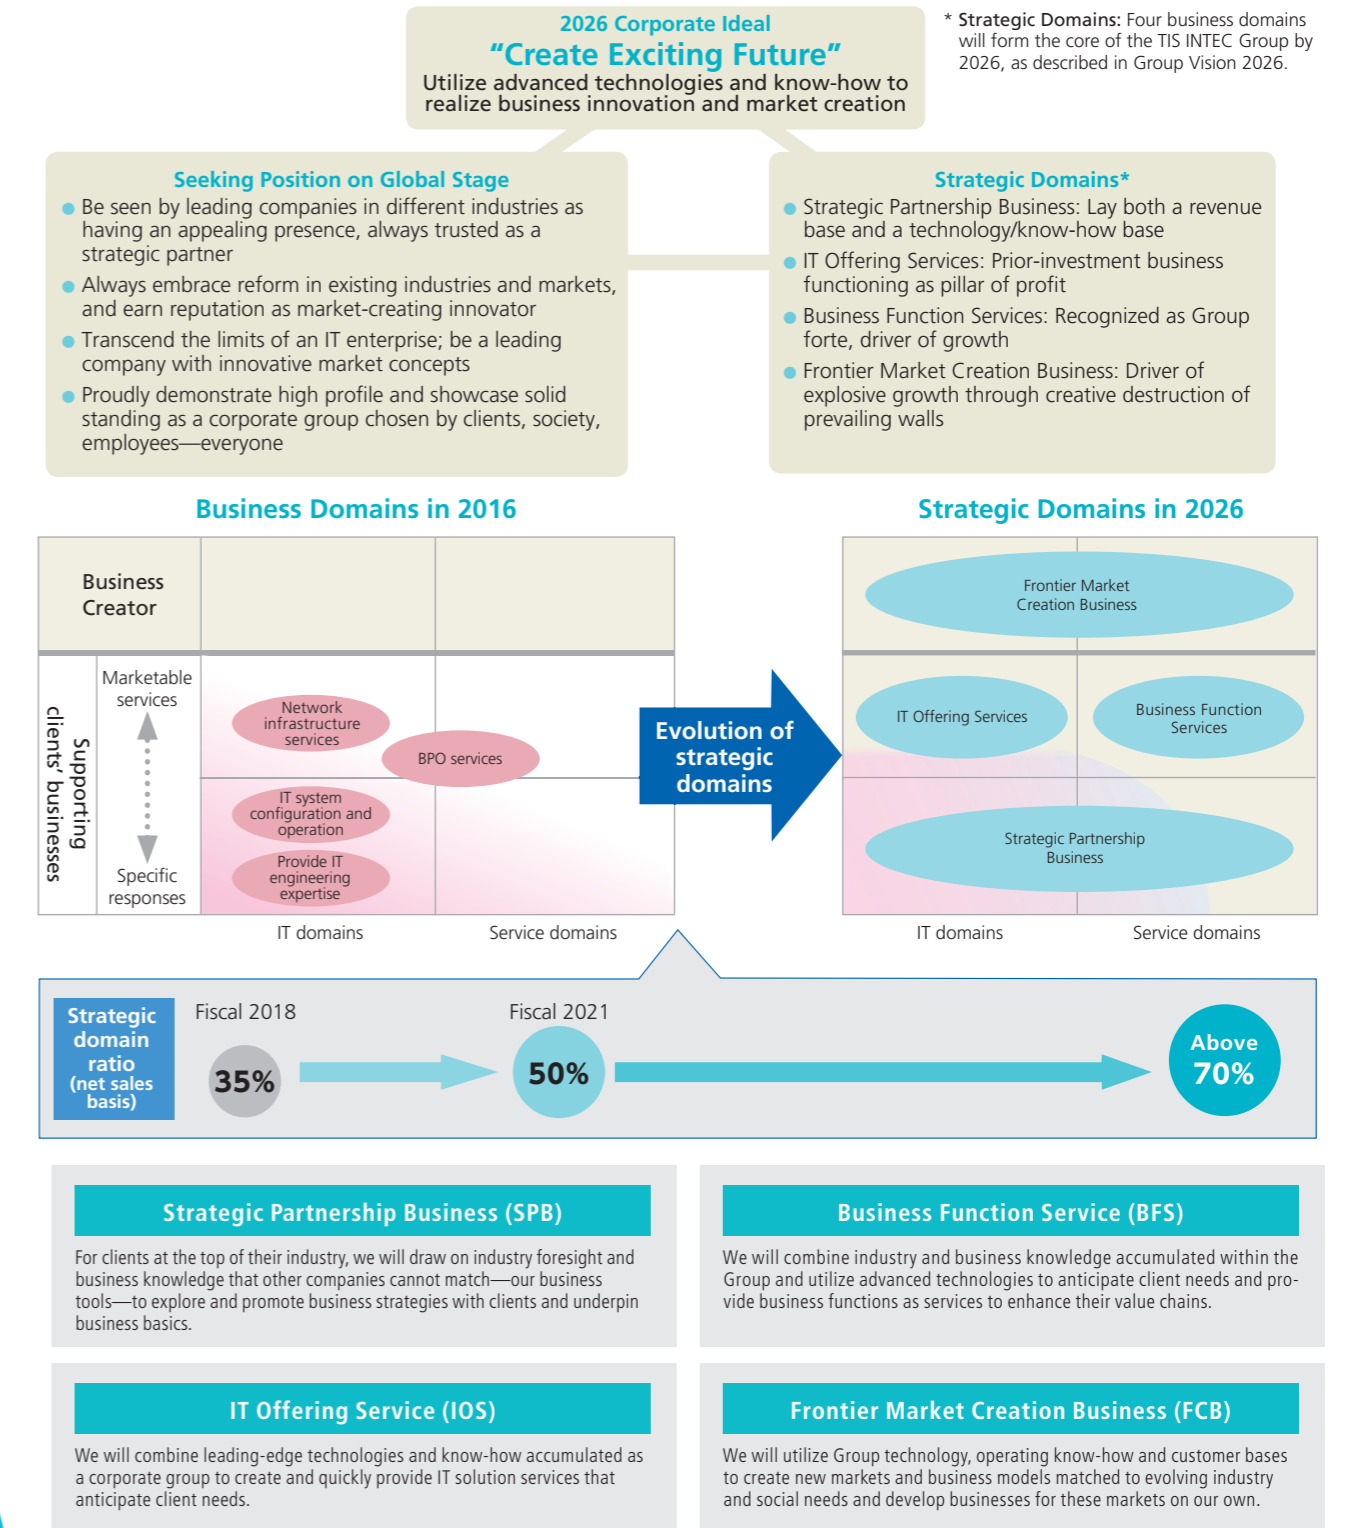 2026 Corporate Ideal
“Create Exciting Future”
Utilize advanced technologies and know-how to
realize business innovation and market creation
* Strategic Domains: Four business domains
will form the core of the TIS INTEC Group by
2026, as described in Group Vision 2026.
Seeking Position on Global Stage
● Be seen by leading companies in different industries as
having an appealing presence, always trusted as a
strategic partner
● Always embrace reform in existing industries and markets,
and earn reputation as market-creating innovator
● Transcend the limits of an IT enterprise; be a leading
company with innovative market concepts
● Proudly demonstrate high profile and showcase solid
standing as a corporate group chosen by clients, society,
employees—everyone
Strategic Domains*
● Strategic Partnership Business: Lay both a revenue
base and a technology/know-how base
● IT Offering Services: Prior-investment business
functioning as pillar of profit
● Business Function Services: Recognized as Group
forte, driver of growth
● Frontier Market Creation Business: Driver of
explosive growth through creative destruction of
prevailing walls
Business Domains in 2016
Business
Creator
Supporting
clients’ businesses
Marketable
services
Specific
responses
Network
infrastructure
services
BPO services
IT system
configuration and
operation
Provide IT
engineering
expertise
IT domains
Service domains
Evolution of
strategic
domains
Strategic Domains in 2026
Frontier Market
Creation Business
IT Offering Services
Business Function
Services
Strategic Partnership
Business
IT domains
Service domains
Strategic
domain
ratio
(net sales
basis)
Fiscal 2018
35%
Fiscal 2021
50%
Above
70%
Strategic Partnership Business (SPB)
For clients at the top of their industry, we will draw on industry foresight and
business knowledge that other companies cannot match—our business
tools—to explore and promote business strategies with clients and underpin
business basics.
Business Function Service (BFS)
We will combine industry and business knowledge accumulated within the
Group and utilize advanced technologies to anticipate client needs and pro-
vide business functions as services to enhance their value chains.
IT Offering Service (IOS)
We will combine leading-edge technologies and know-how accumulated as
a corporate group to create and quickly provide IT solution services that
anticipate client needs.
Frontier Market Creation Business (FCB)
We will utilize Group technology, operating know-how and customer bases
to create new markets and business models matched to evolving industry
and social needs and develop businesses for these markets on our own.